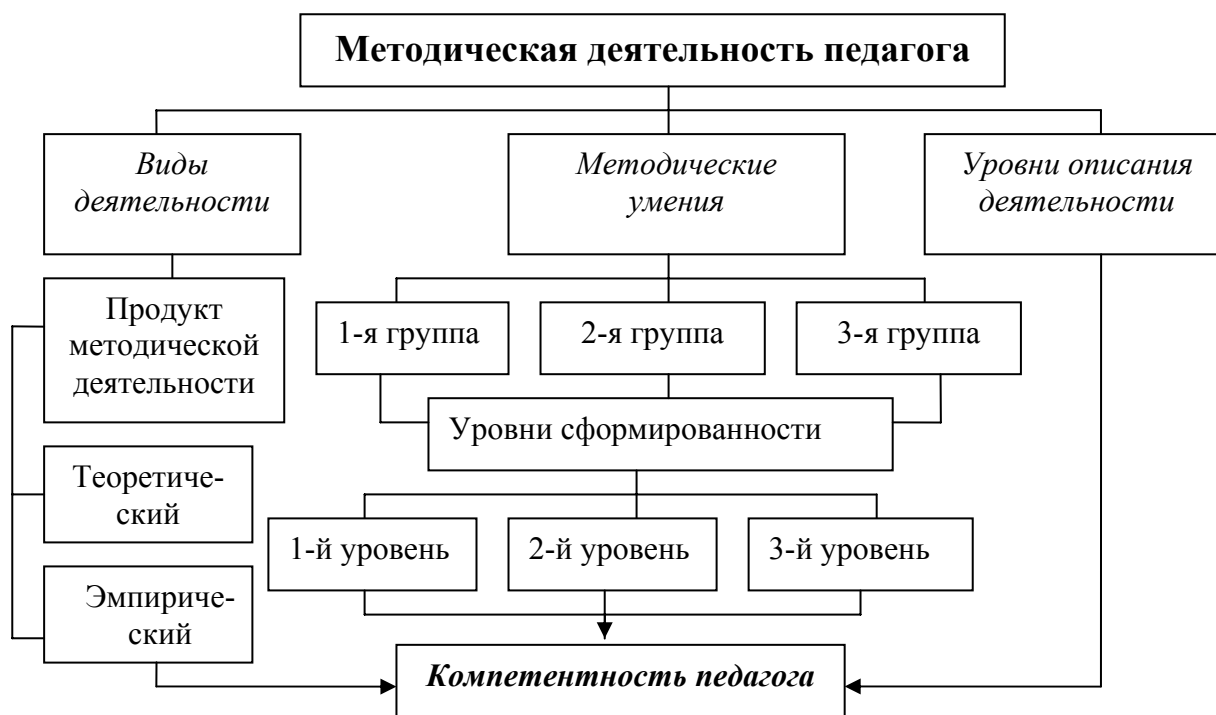 Методическая деятельность педагога
Виды
деятельности
Методические
умения
Уровни описания
деятельности
Продукт
методической
деятельности
1-я группа
2-я группа
3-я группа
Уровни сформированности
Теоретиче-
ский
1-й уровень
2-й уровень
3-й уровень
Эмпириче-
ский
Компетентность педагога